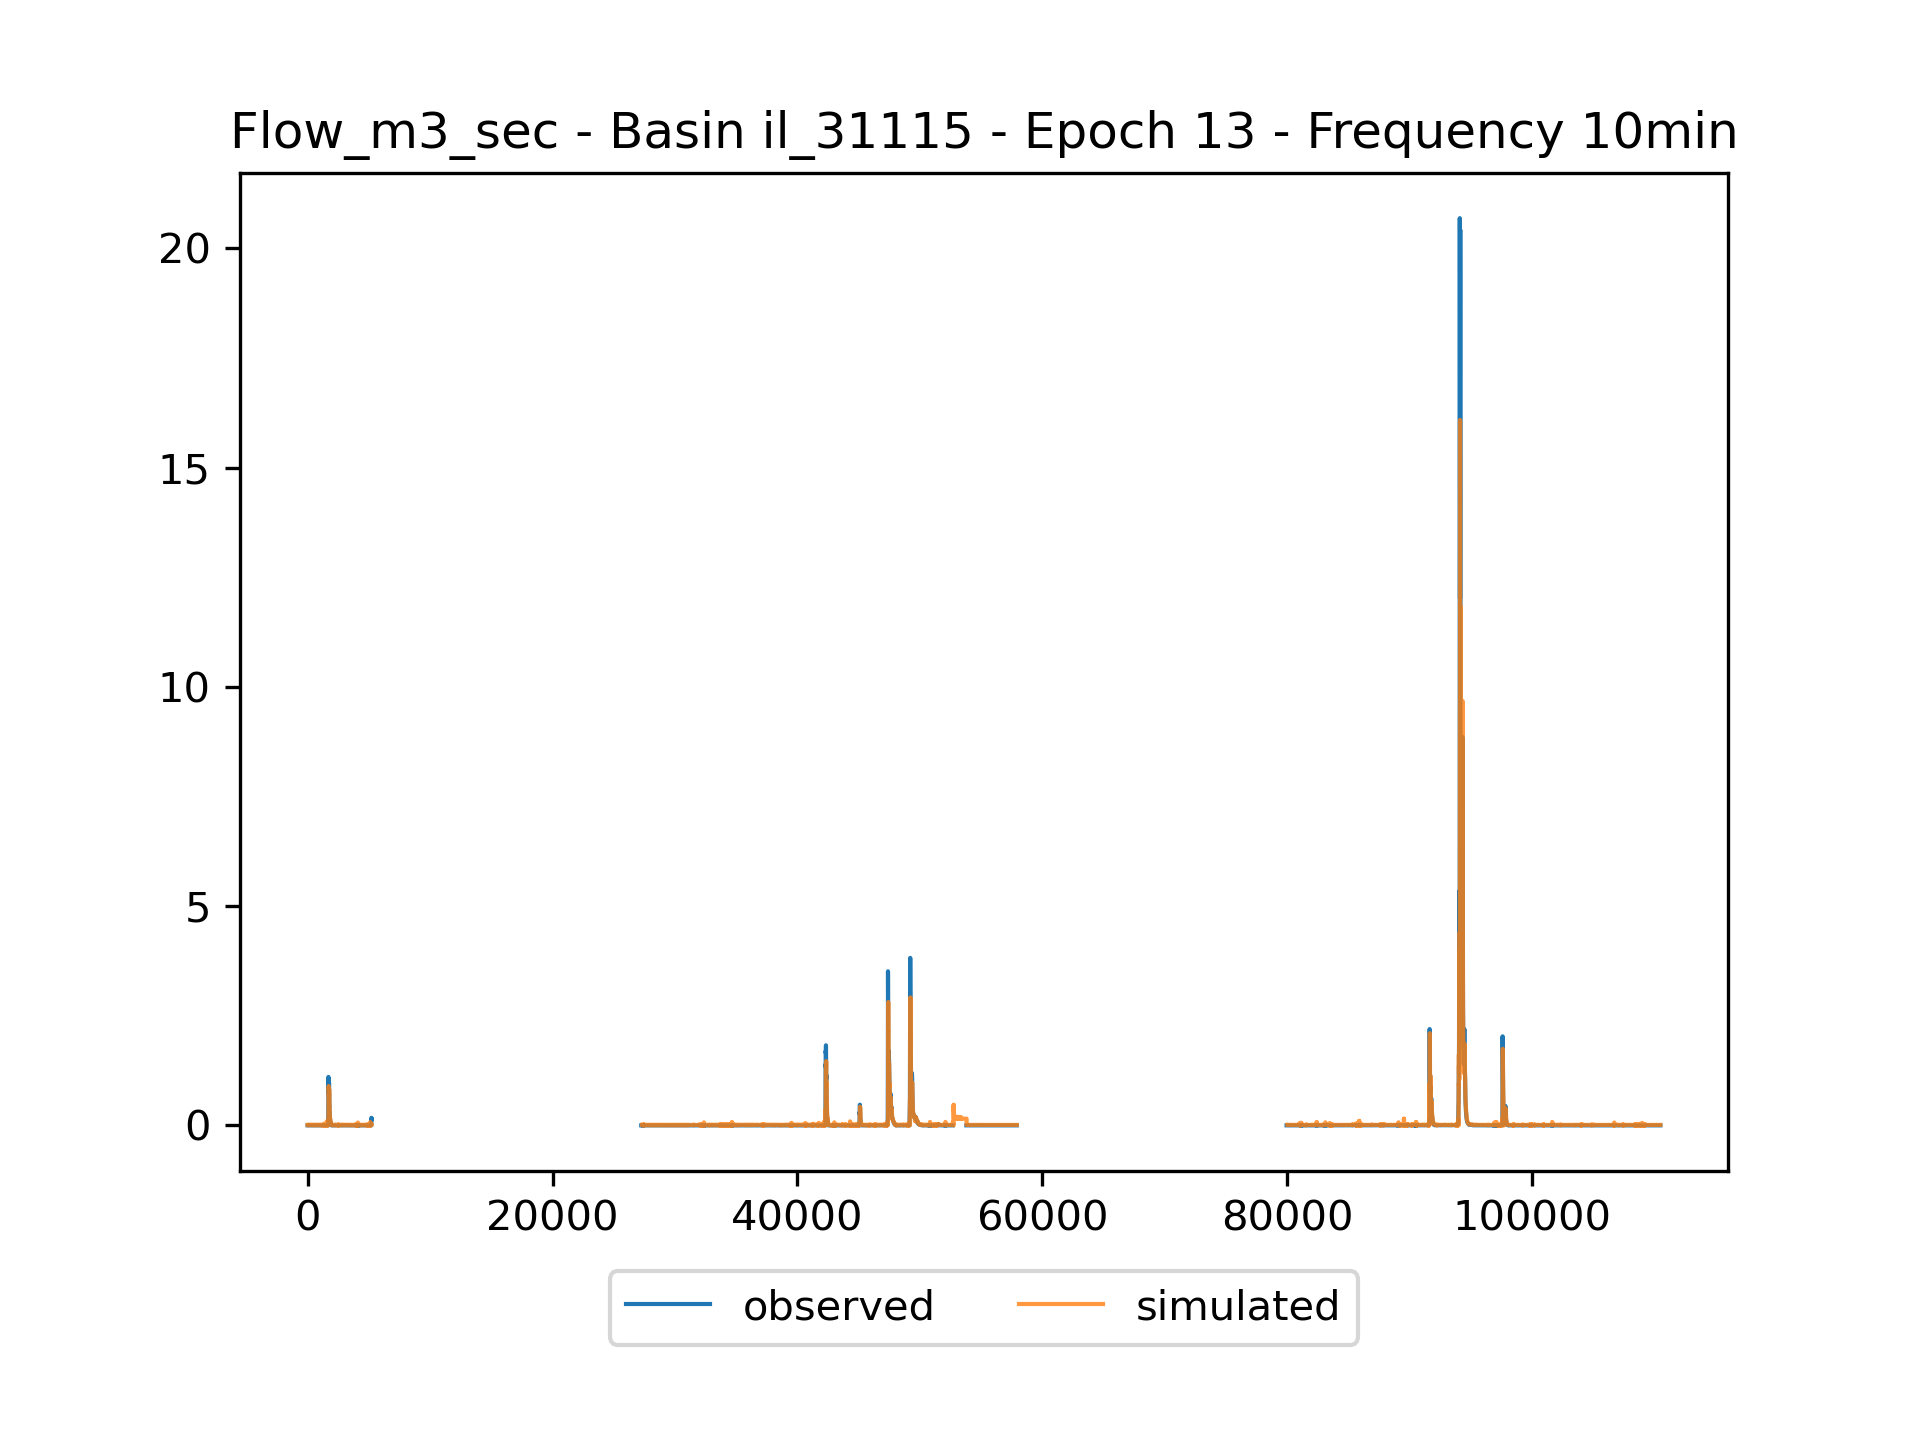 Flow_m3_sec - Basin il_31115 - Epoch 13 - Frequency 10min
20
15
10
5
0
0 20000 40000 60000 80000 100000
observed simulated